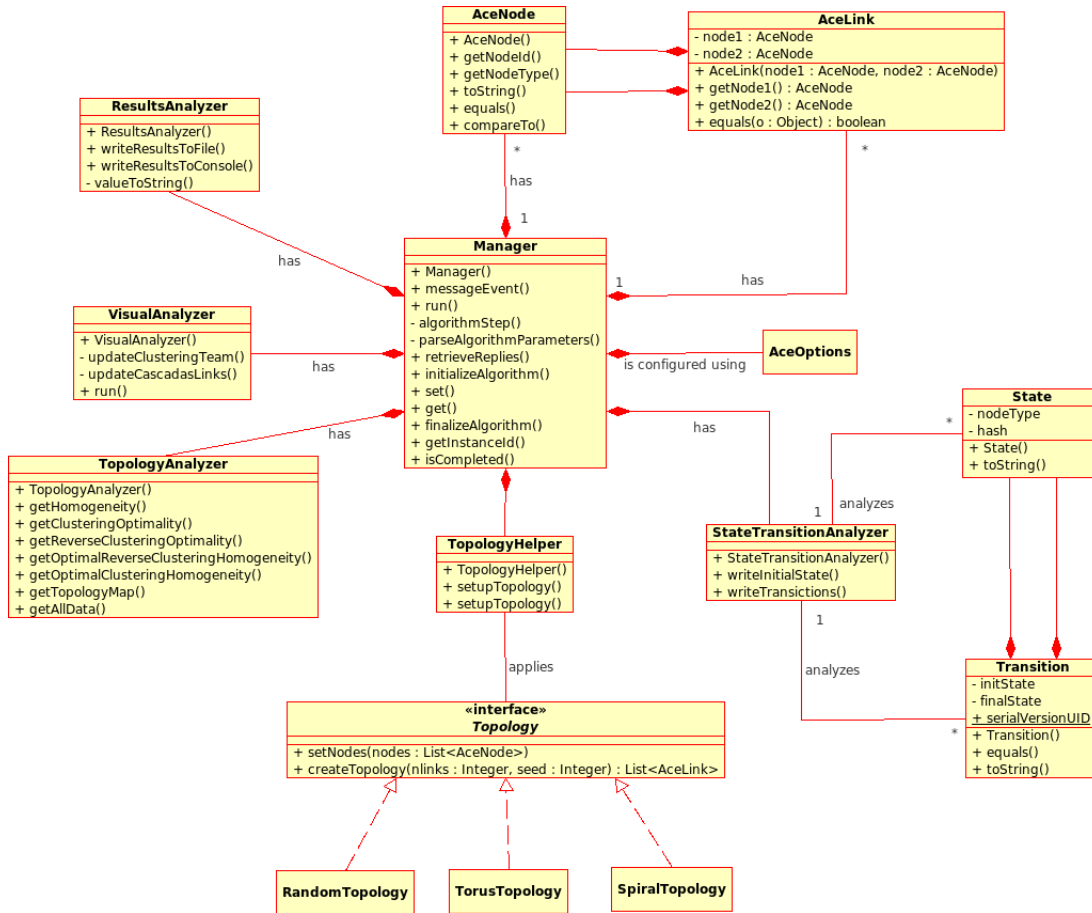 AceNode
+ AceNode()
+ getNodeId()
+ getNodeType()
+ toString()
+ equals()
+ compareTo()
AceLink
- node1 : AceNode
- node2 : AceNode
+ AceLink(node1 : AceNode, node2 : AceNode)
+ getNode1() : AceNode
+ getNode2() : AceNode
+ equals(o : Object) : boolean
ResultsAnalyzer
+ ResultsAnalyzer()
+ writeResultsToFile()
+ writeResultsToConsole()
- valueToString()
*
has
1
*
has
1
has
Manager
+ Manager()
+ messageEvent()
+ run()
- algorithmStep()
- parseAlgorithmParameters()
+ retrieveReplies()
+ initializeAlgorithm()
+ set()
+ get()
+ finalizeAlgorithm()
+ getInstanceId()
+ isCompleted()
VisualAnalyzer
+ VisualAnalyzer()
- updateClusteringTeam()
- updateCascadasLinks()
+ run()
has
is configured using
AceOptions
has
has
TopologyAnalyzer
+ TopologyAnalyzer()
+ getHomogeneity()
+ getClusteringOptimality()
+ getReverseClusteringOptimality()
+ getOptimalReverseClusteringHomogeneity()
+ getOptimalClusteringHomogeneity()
+ getTopologyMap()
+ getAllData()
State
- nodeType
- hash
+ State()
+ toString()
*
analyzes
1
StateTransitionAnalyzer
+ StateTransitionAnalyzer()
+ writeInitialState()
+ writeTransictions()
1
analyzes
*
TopologyHelper
+ TopologyHelper()
+ setupTopology()
+ setupTopology()
applies
Transition
- initState
- finalState
+ serialVersionUID
+ Transition()
+ equals()
+ toString()
«interface»
Topology
+ setNodes(nodes : List<AceNode>)
+ createTopology(nlinks : Integer, seed : Integer) : List<AceLink>
RandomTopology
TorusTopology
SpiralTopology